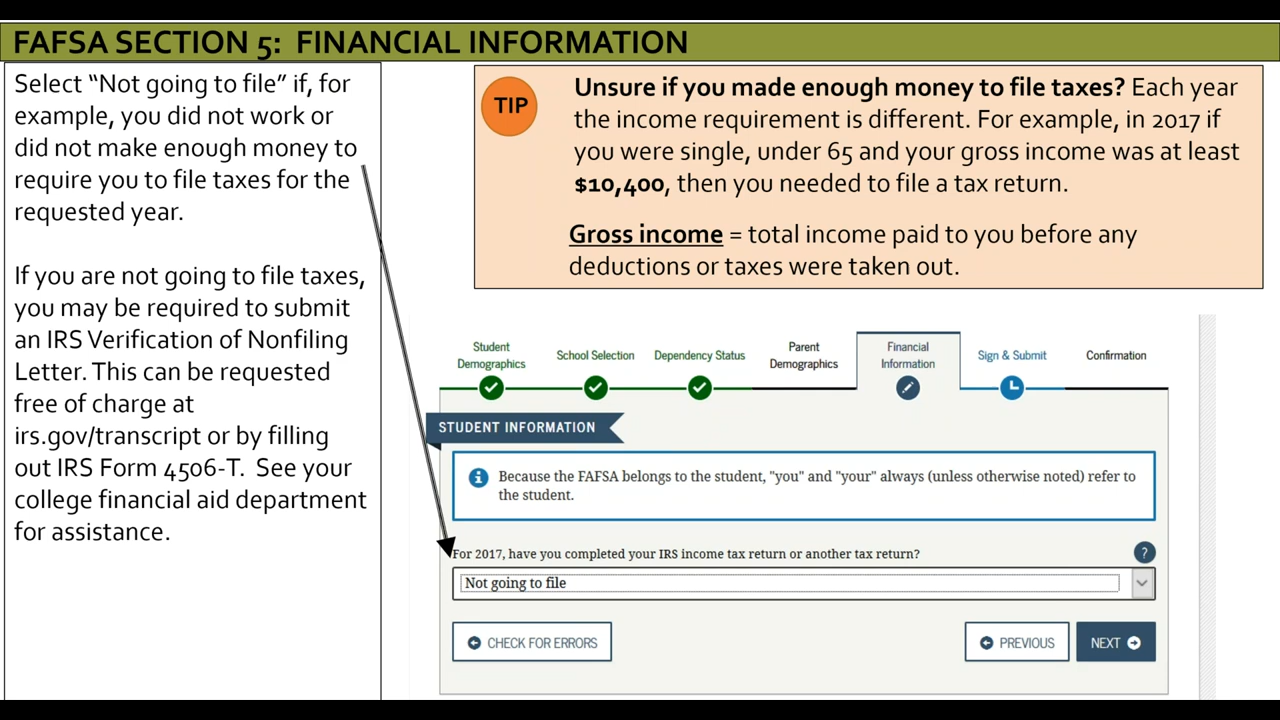 FAFSA SECTION 5: FINANCIAL INFORMATION
Select “Not going to file” if, for
example, you did not work or
did not make enough money to
require you to file taxes for the
requested year.
If you are not going to file taxes,
you may be required to submit
an IRS Verification of Nonfiling
Letter. This can be requested
free of charge at
irs.gov/transcript or by filling
out IRS Form 4506-T. See your
college financial aid department
for assistance.
TIP
Unsure if you made enough money to file taxes? Each year
the income requirement is different. For example, in 2017 if
you were single, under 65 and your gross income was at least
$10,400, then you needed to file a tax return.
Gross income = total income paid to you before any
deductions or taxes were taken out.
Student
Demographics
School Selection
Dependency Status
Parent
Demographics
Financial
Information
Sign & Submit
Confirmation
STUDENT INFORMATION
Because the FAFSA belongs to the student, "you" and "your" always (unless otherwise noted) refer to
the student.
For 2017, have you completed your IRS income tax return or another tax return?
?
Not going to file
CHECK FOR ERRORS
PREVIOUS
NEXT